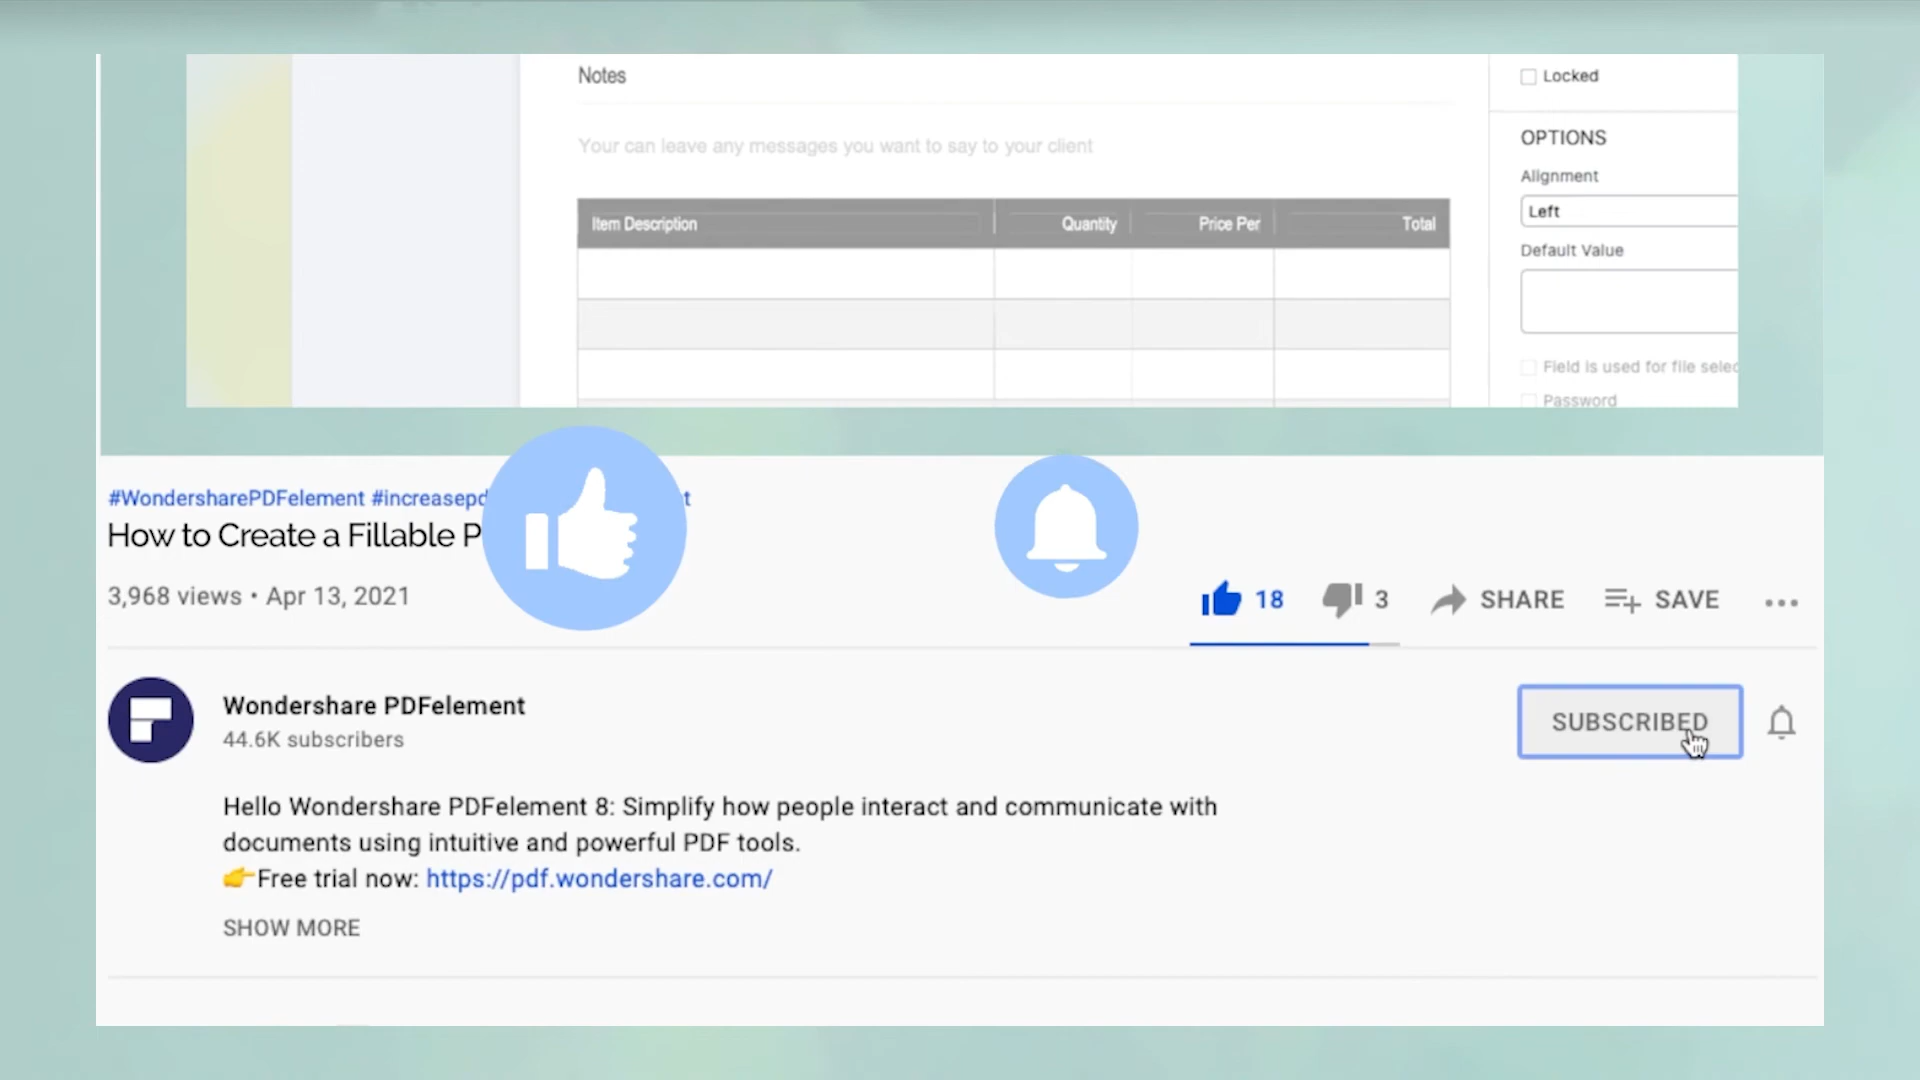 Notes
Locked
OPTIONS
Your can leave any messages you want to say to your client
Alignment
Left
Item Description Quantity Price Per Total
Default Value
Field is used for file
Password
#WondersharePDFelement
How to Create a Fillable
3,968 views • Apr 13, 2021
18 3 SHARE SAVE
Wondershare PDFelement
44.6K subscribers
SUBSCRIBED
Hello Wondershare PDFelement 8: Simplify how people interact and communicate with
documents using intuitive and powerful PDF tools.
👉Free trial now: https://pdf.wondershare.com/
SHOW MORE